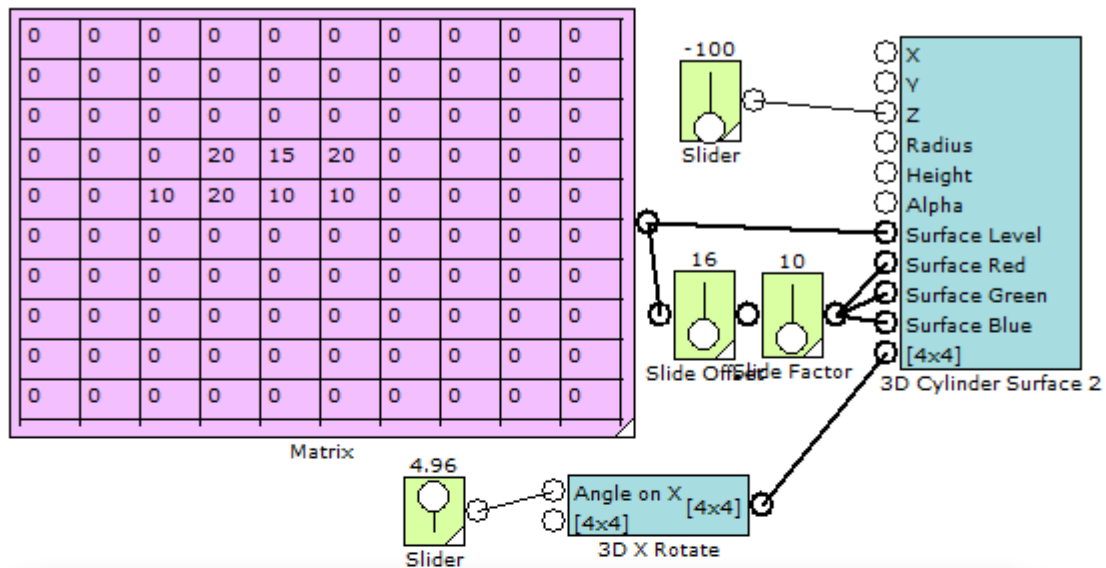 0 0 0 0 0 0 0 0 0 0
0 0 0 0 0 0 0 0 0 0
0 0 0 0 0 0 0 0 0 0
0 0 0 20 15 20 0 0 0 0
0 0 10 20 10 10 0 0 0 0
0 0 0 0 0 0 0 0 0 0
0 0 0 0 0 0 0 0 0 0
0 0 0 0 0 0 0 0 0 0
0 0 0 0 0 0 0 0 0 0
0 0 0 0 0 0 0 0 0 0
Matrix
-100
Slider
16
Slide Offset
10
Slide Factor
X
Y
Z
Radius
Height
Alpha
Surface Level
Surface Red
Surface Green
Surface Blue
[4x4]
3D Cylinder Surface 2
4.96
Slider
Angle on X [4x4]
[4x4]
3D X Rotate